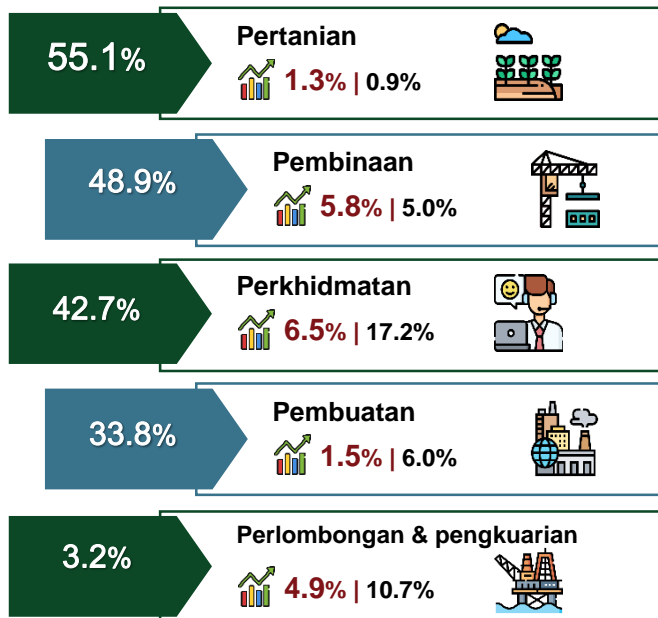 55.1%
Pertanian
1.3% | 0.9%
48.9%
Pembinaan
5.8% | 5.0%
42.7%
Perkhidmatan
6.5% | 17.2%
33.8%
Pembuatan
1.5% | 6.0%
3.2%
Perlombongan & pengkuarian
4.9% | 10.7%